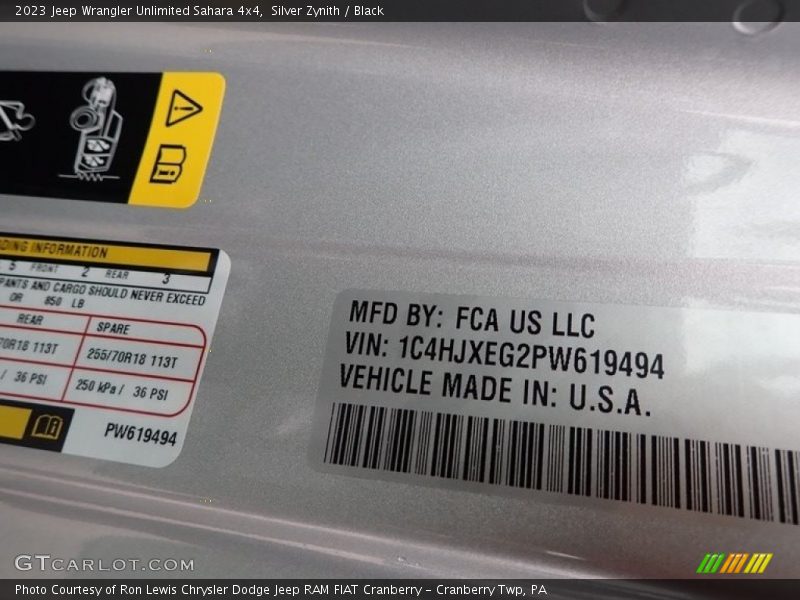 2023 Jeep Wrangler Unlimited Sahara 4x4, Silver Zynith / Black
DING INFORMATION
5 FRONT 2 REAR 3
PANTS AND CARGO SHOULD NEVER EXCEED
OR 850 LB
REAR SPARE
70R18 113T 255/70R18 113T
/ 36 PSI 250 kPa / 36 PSI
PW619494
MFD BY: FCA US LLC
VIN: 1C4HJXEG2PW619494
VEHICLE MADE IN: U.S.A.
GTCARLOT.COM
Photo Courtesy of Ron Lewis Chrysler Dodge Jeep RAM FIAT Cranberry - Cranberry Twp, PA